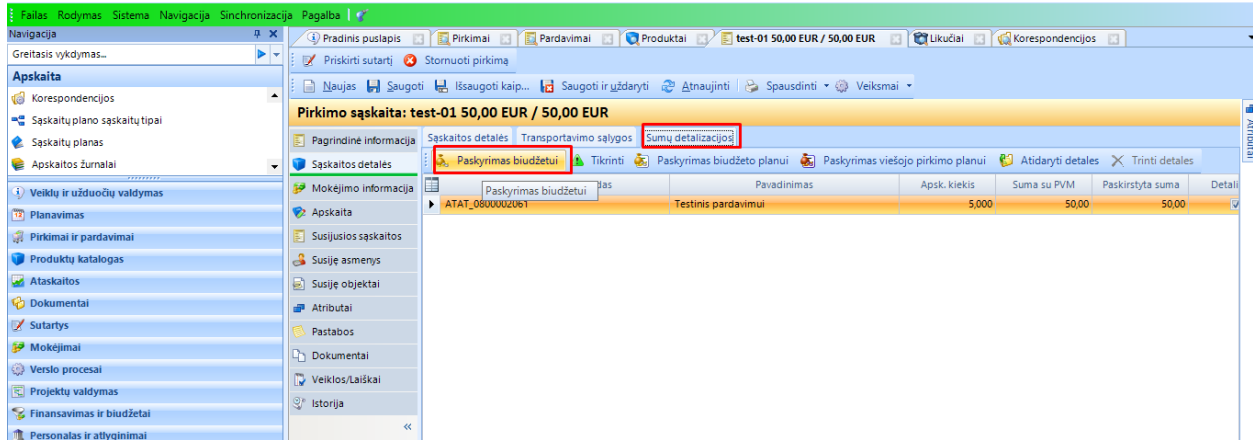 Failas Rodymas Sistema Navigacija Sinchronizacija Pagalba
Navigacija
Pradinis puslapis Pirkimai Pardavimai Produktai test-01 50,00 EUR / 50,00 EUR Likučiai Korespondencijos
Greitasis vykdymas...
Priskirti sutartį Stornuoti pirkimą
Apskaita
Naujas Saugoti Išsaugoti kaip... Saugoti ir uždaryti Atnaujinti Spausdinti Veiksmai
Korespondencijos
Sąskaitų plano sąskaitų tipai
Sąskaitų planas
Apskaitos žurnalai
Veiklų ir užduočių valdymas
Planavimas
Pirkimai ir pardavimai
Produktų katalogas
Ataskaitos
Dokumentai
Sutartys
Mokėjimai
Verslo procesai
Projektų valdymas
Finansavimas ir biudžetai
Personalas ir atlyginimai
Pirkimo sąskaita: test-01 50,00 EUR / 50,00 EUR
Pagrindinė informacija
Sąskaitos detalės
Mokėjimo informacija
Apskaita
Susijusios sąskaitos
Susiję asmenys
Susiję objektai
Atributai
Pastabos
Dokumentai
Veiklos/Laiškai
Istorija
Sąskaitos detalės Transportavimo sąlygos Sumų detalizacijos
Paskyrimas biudžetui Tikrinti Paskyrimas biudžeto planui Paskyrimas viešojo pirkimo planui Atidaryti detales Trinti detales
Pavadinimas Apsk. kiekis Suma su PVM Paskirstyta suma Detali
Paskyrimas biudžetui
ATAT_0800002061 Testinis pardavimui 5,000 50,00 50,00
Atributai